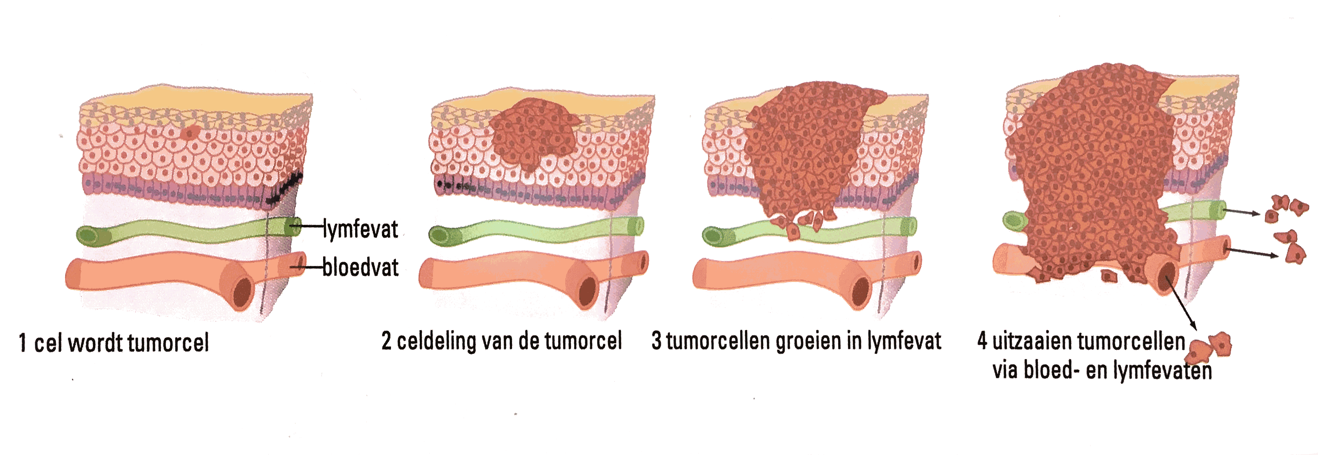 lymfevat
bloedvat
1 cel wordt tumorcel
2 celdeling van de tumorcel
3 tumorcellen groeien in lymfevat
4 uitzaaien tumorcellen
via bloed- en lymfevaten